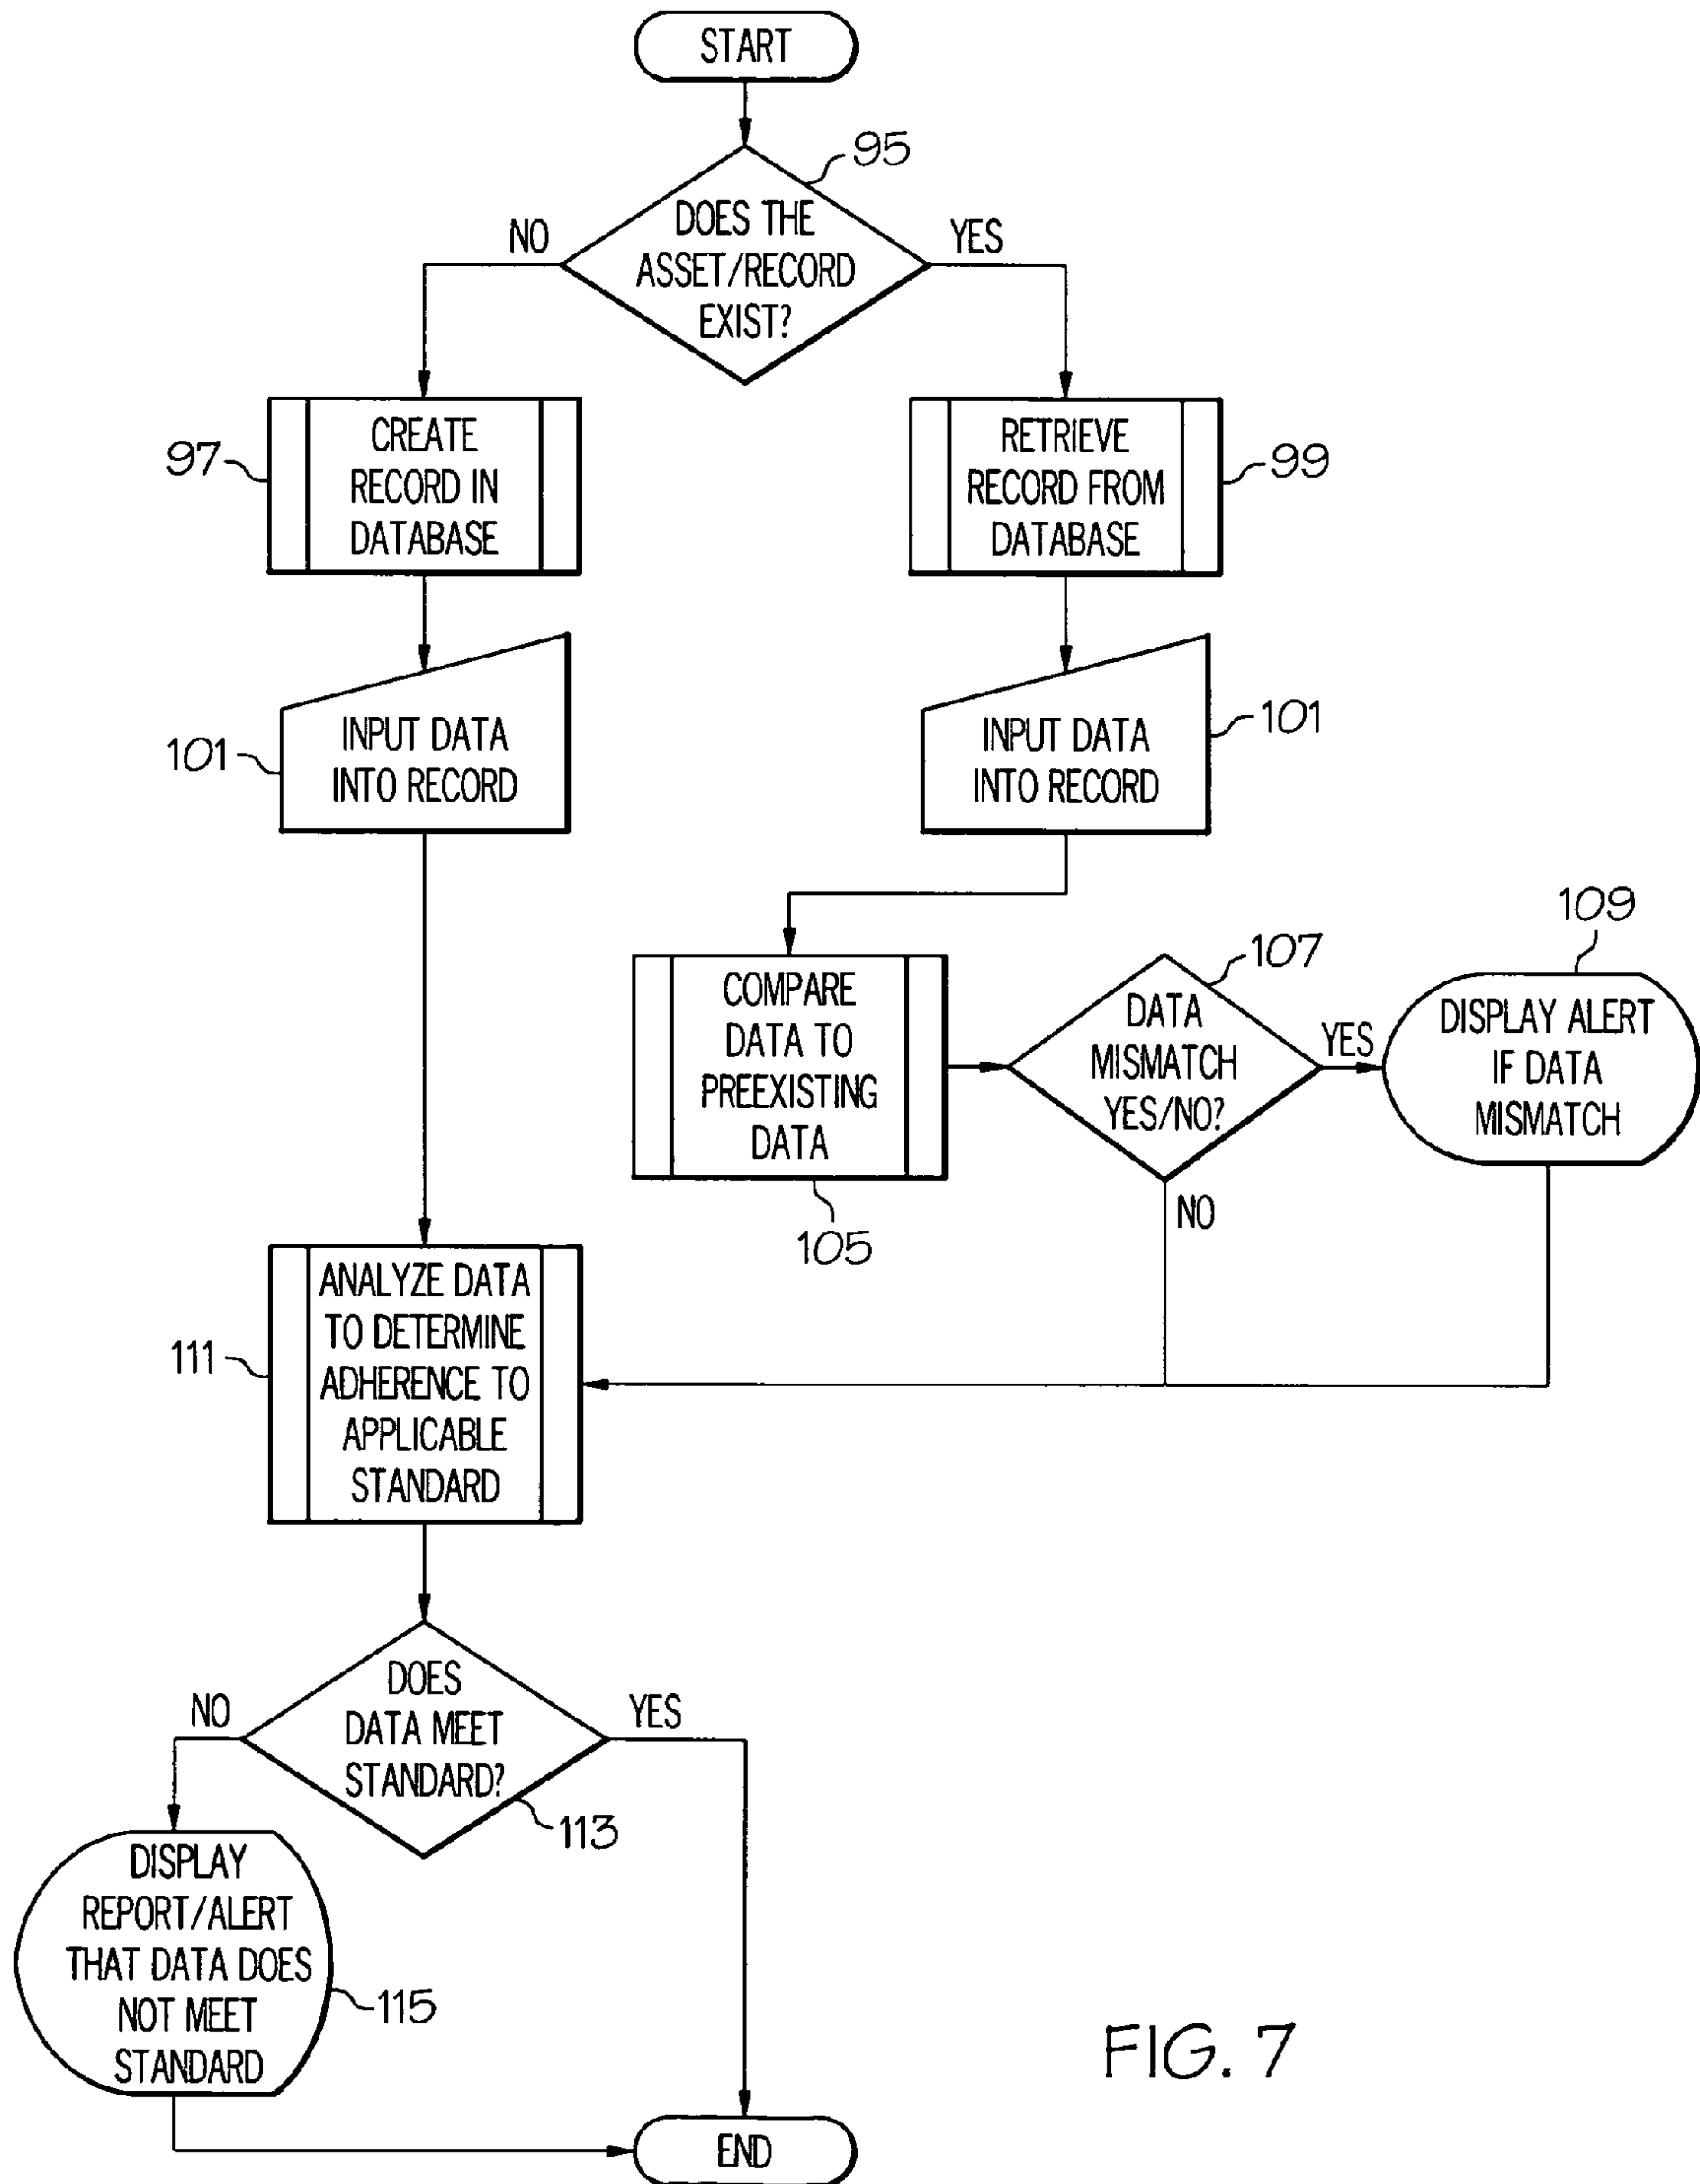 START
95
DOES THE
ASSET/RECORD
EXIST?
NO
YES
97
CREATE
RECORD IN
DATABASE
RETRIEVE
RECORD FROM
DATABASE
99
101
INPUT DATA
INTO RECORD
INPUT DATA
INTO RECORD
101
COMPARE
DATA TO
PREEXISTING
DATA
105
107
DATA
MISMATCH
YES/NO?
YES
NO
109
DISPLAY ALERT
IF DATA
MISMATCH
111
ANALYZE DATA
TO DETERMINE
ADHERENCE TO
APPLICABLE
STANDARD
DOES
DATA MEET
STANDARD?
NO
YES
113
DISPLAY
REPORT/ALERT
THAT DATA DOES
NOT MEET
STANDARD
115
END
FIG. 7